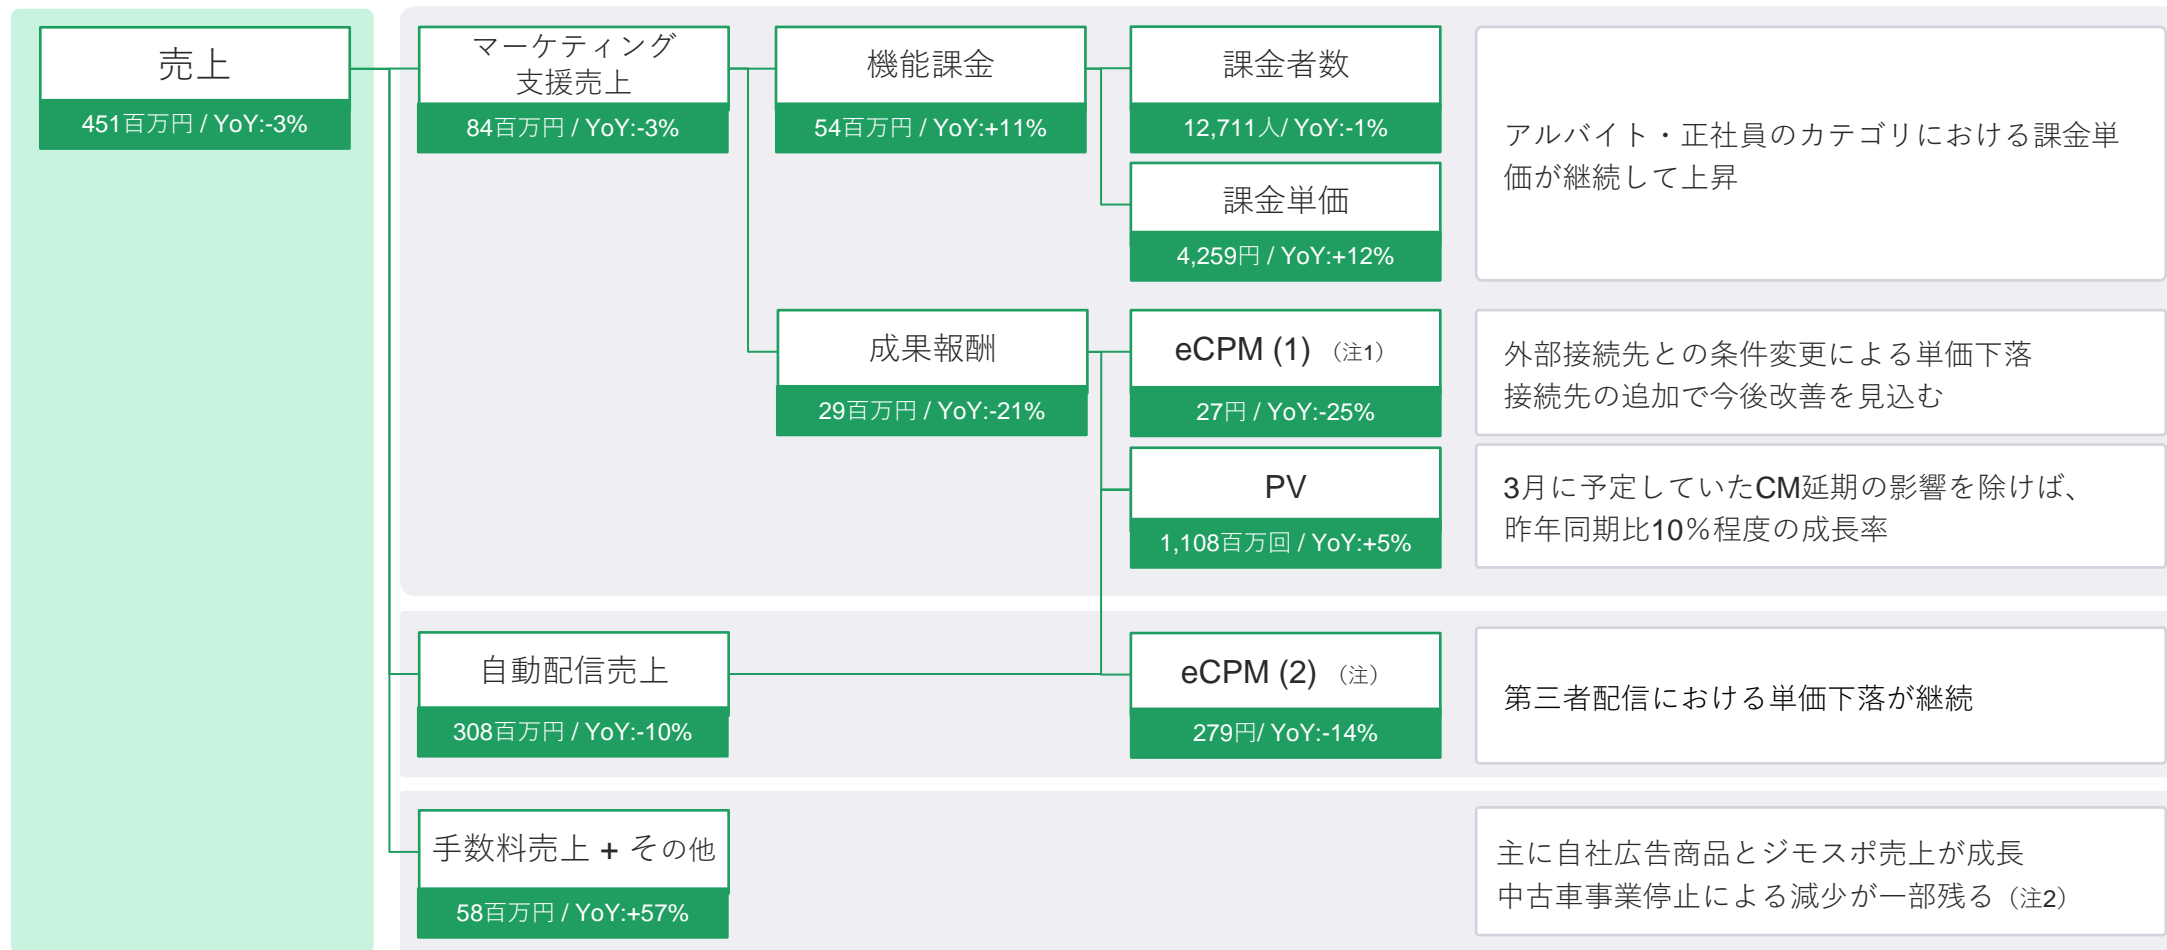 売上
451百万円 / YoY:-3%
マーケティング
支援売上
84百万円 / YoY:-3%
機能課金
54百万円 / YoY:+11%
課金者数
12,711人/ YoY:-1%
課金単価
4,259円 / YoY:+12%
アルバイト・正社員のカテゴリにおける課金単
価が継続して上昇
成果報酬
29百万円 / YoY:-21%
eCPM (1) （注1）
27円 / YoY:-25%
外部接続先との条件変更による単価下落
接続先の追加で今後改善を見込む
PV
1,108百万回 / YoY:+5%
3月に予定していたCM延期の影響を除けば、
昨年同期比10％程度の成長率
自動配信売上
308百万円 / YoY:-10%
eCPM (2) （注）
279円/ YoY:-14%
第三者配信における単価下落が継続
手数料売上 + その他
58百万円 / YoY:+57%
主に自社広告商品とジモスポ売上が成長
中古車事業停止による減少が一部残る（注2）